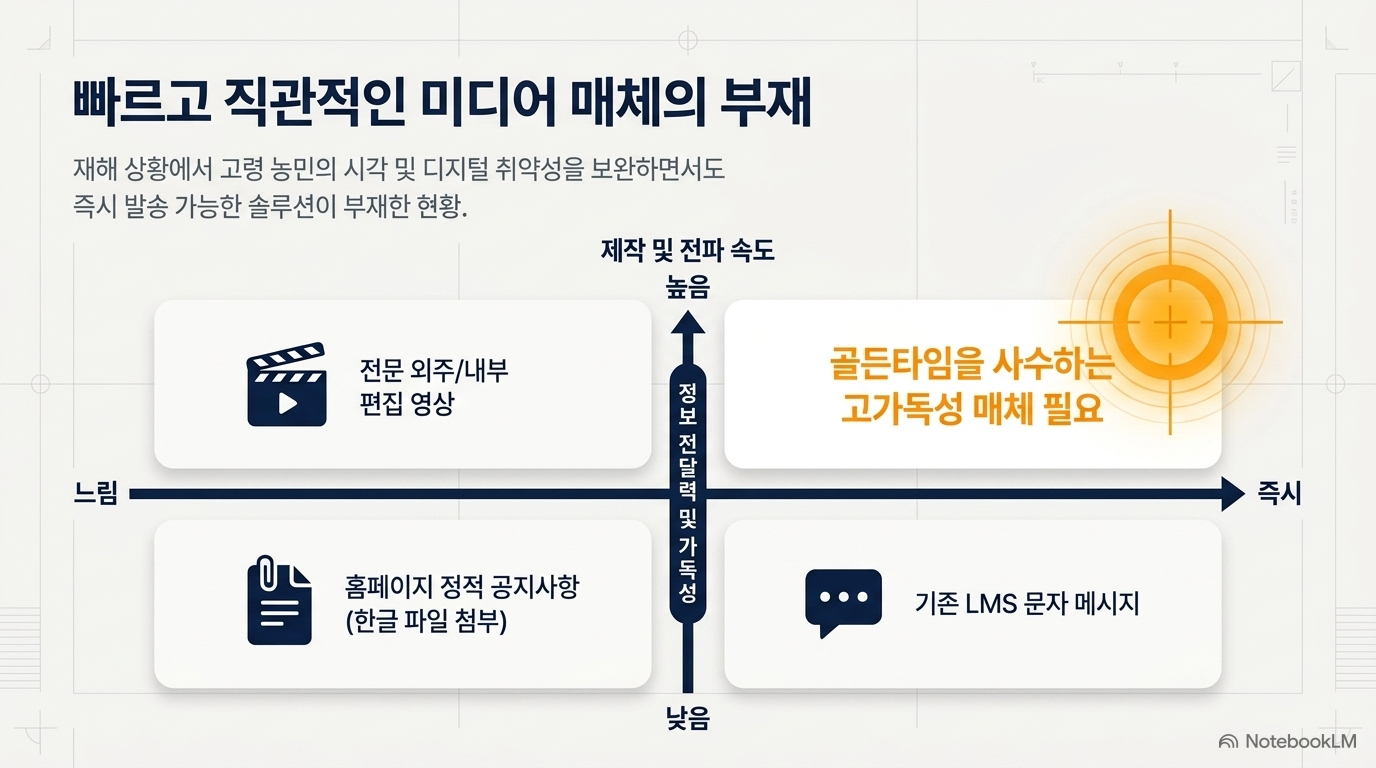 빠르고 직관적인 미디어 매체의 부재
재해 상황에서 고령 농민의 시각 및 디지털 취약성을 보완하면서도
즉시 발송 가능한 솔루션이 부재한 현황.
제작 및 전파 속도
높음
전문 외주/내부
편집 영상
골든타임을 사수하는
고가독성 매체 필요
정보 전달력 및 가독성
느림
즉시
홈페이지 정적 공지사항
(한글 파일 첨부)
기존 LMS 문자 메시지
낮음
NotebookLM